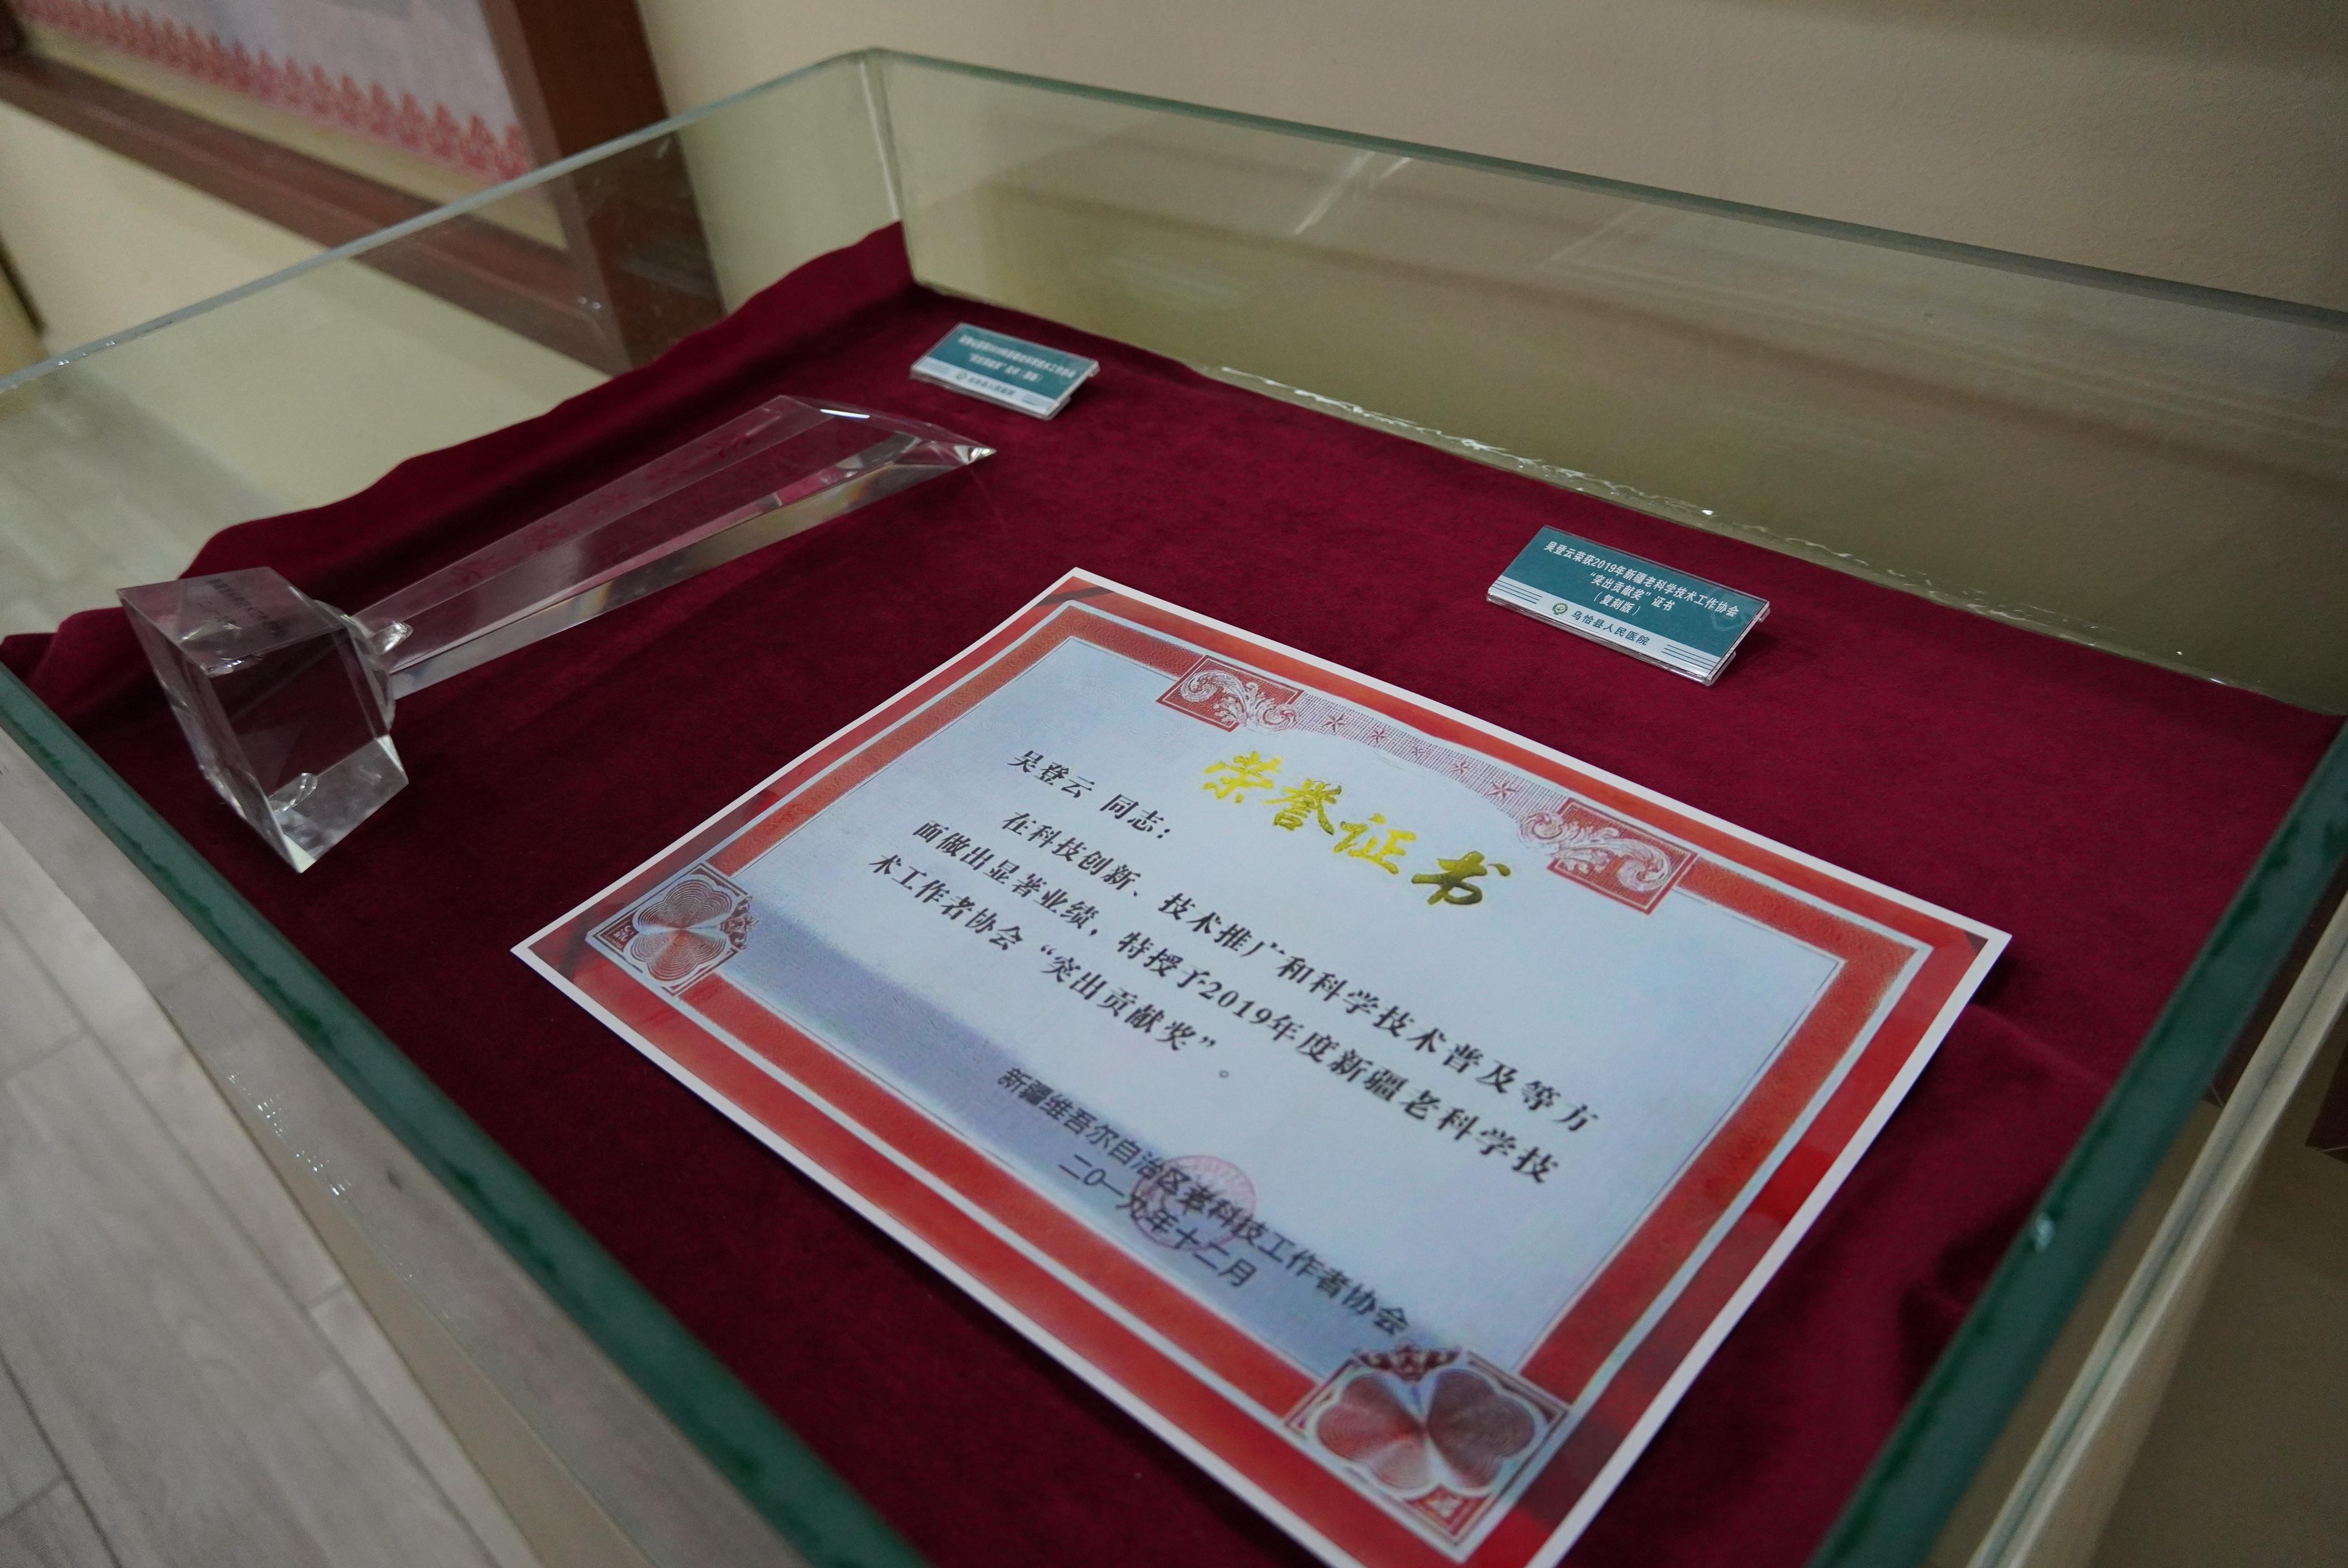 吴登云荣获2019年新疆老科学技术工作协会
“突出贡献奖”证书
（复刻版）
乌恰县人民医院
荣誉证书
吴登云 同志：
在科技创新、技术推广和科学技术普及等方
面做出显著业绩，特授予2019年度新疆老科学技
术工作者协会“突出贡献奖”。
新疆维吾尔自治区老科技工作者协会
二〇一九年十二月